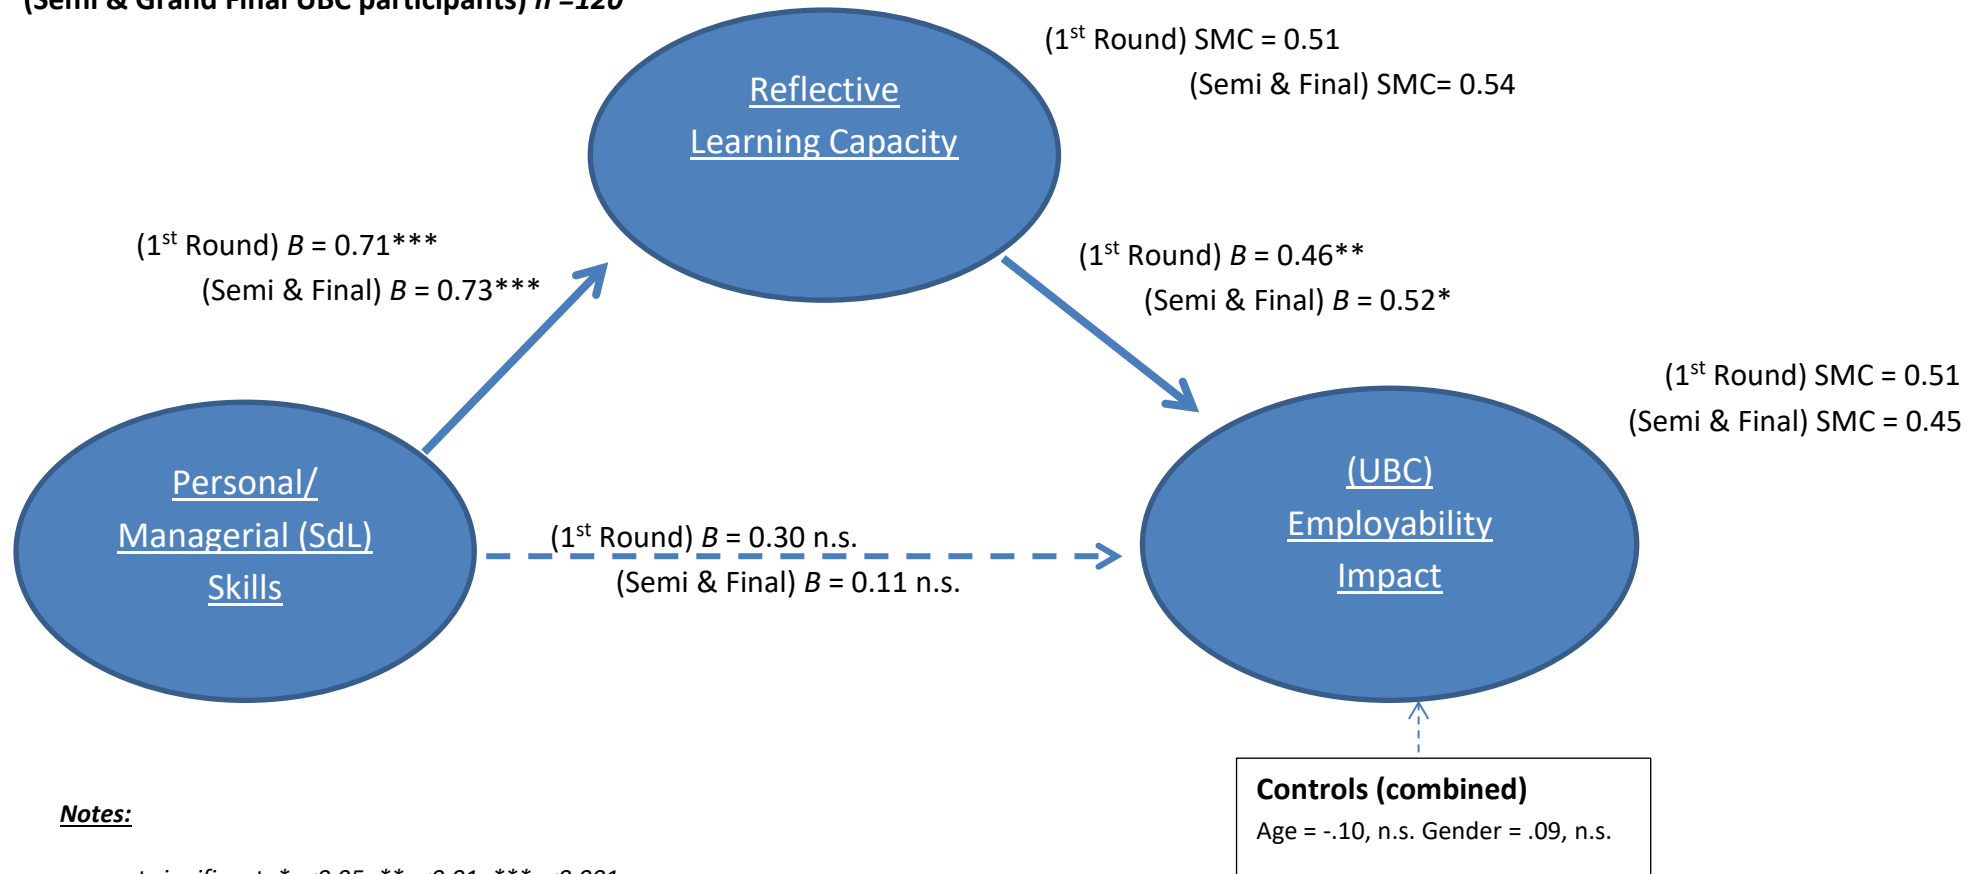 (Semi & Grand Final UBC participants) n =120
(1st Round) SMC = 0.51
(Semi & Final) SMC= 0.54
Reflective
Learning Capacity
(1st Round) B = 0.71***
(Semi & Final) B = 0.73***
(1st Round) B = 0.46**
(Semi & Final) B = 0.52*
(1st Round) SMC = 0.51
(Semi & Final) SMC = 0.45
Personal/
Managerial (SdL)
Skills
(1st Round) B = 0.30 n.s.
(Semi & Final) B = 0.11 n.s.
(UBC)
Employability
Impact
Controls (combined)
Age = -.10, n.s. Gender = .09, n.s.
Notes: